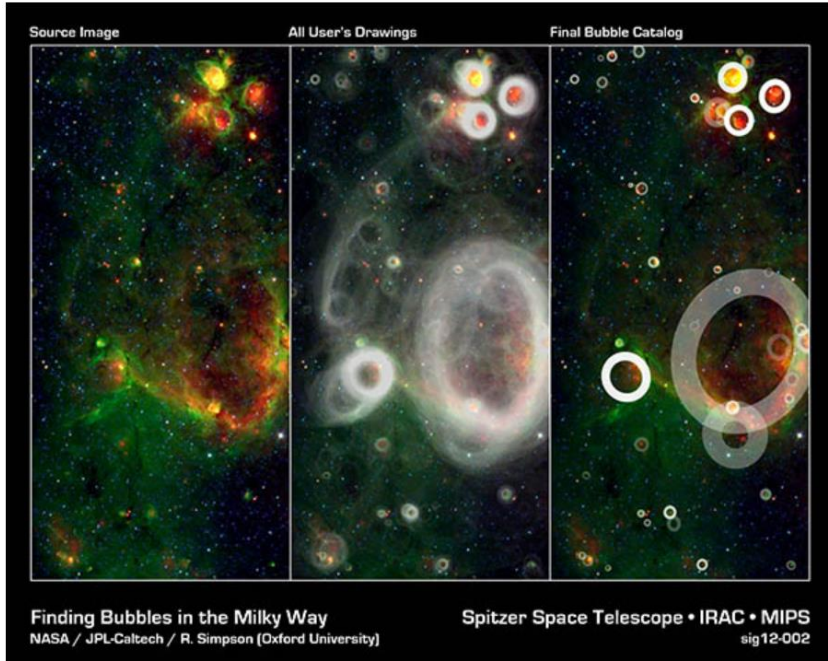 Source Image
All User's Drawings
Final Bubble Catalog
Finding Bubbles in the Milky Way
NASA / JPL-Caltech / R. Simpson (Oxford University)
Spitzer Space Telescope • IRAC • MIPS
sig12-002